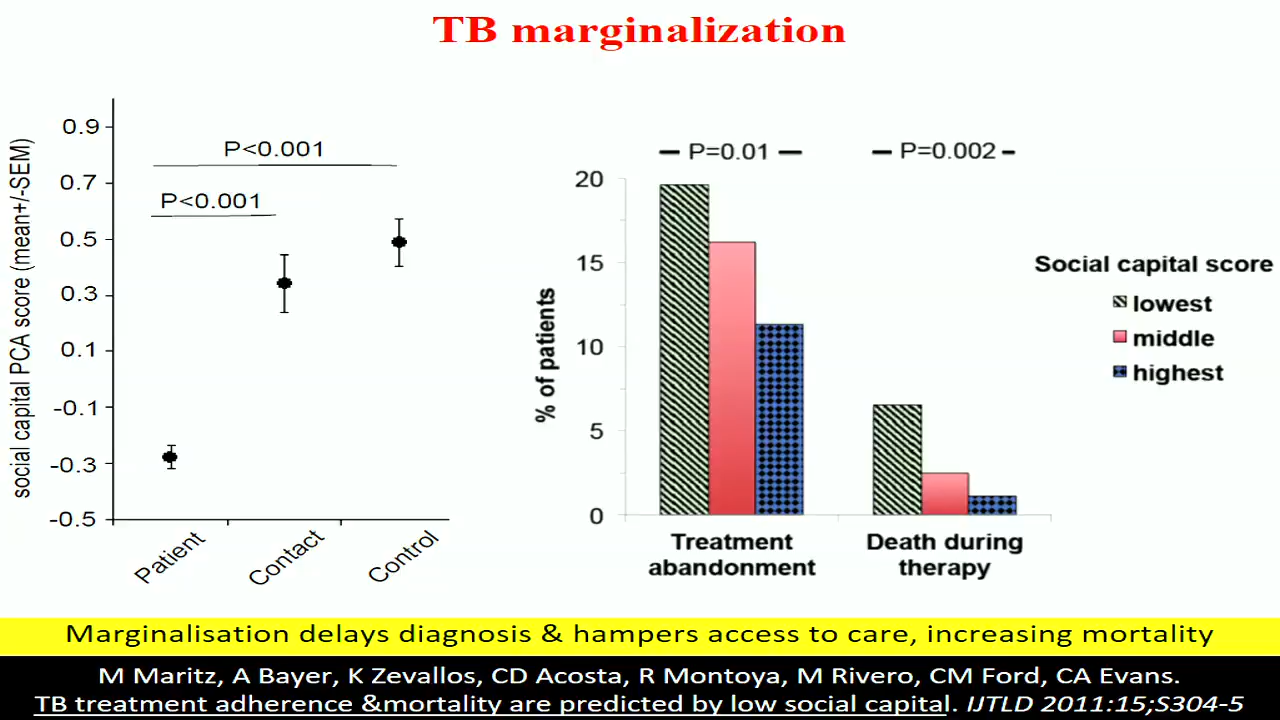 TB marginalization
social capital PCA score (mean+/-SEM)
0.9
0.7
0.5
0.3
0.1
-0.1
-0.3
-0.5
P<0.001
P<0.001
Patient
Contact
Control
P=0.01
P=0.002
% of patients
20
15
10
5
0
Treatment
abandonment
Death during
therapy
Social capital score
lowest
middle
highest
Marginalisation delays diagnosis & hampers access to care, increasing mortality
M Maritz, A Bayer, K Zevallos, CD Acosta, R Montoya, M Rivero, CM Ford, CA Evans.
TB treatment adherence &mortality are predicted by low social capital. IJTLD 2011:15;S304-5